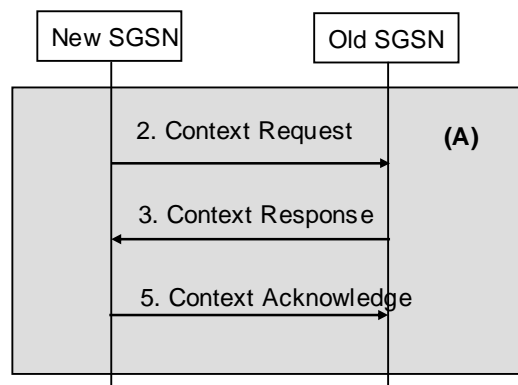 New SGSN
Old SGSN
2. Context Request
(A)
3. Context Response
5. Context Acknowledge